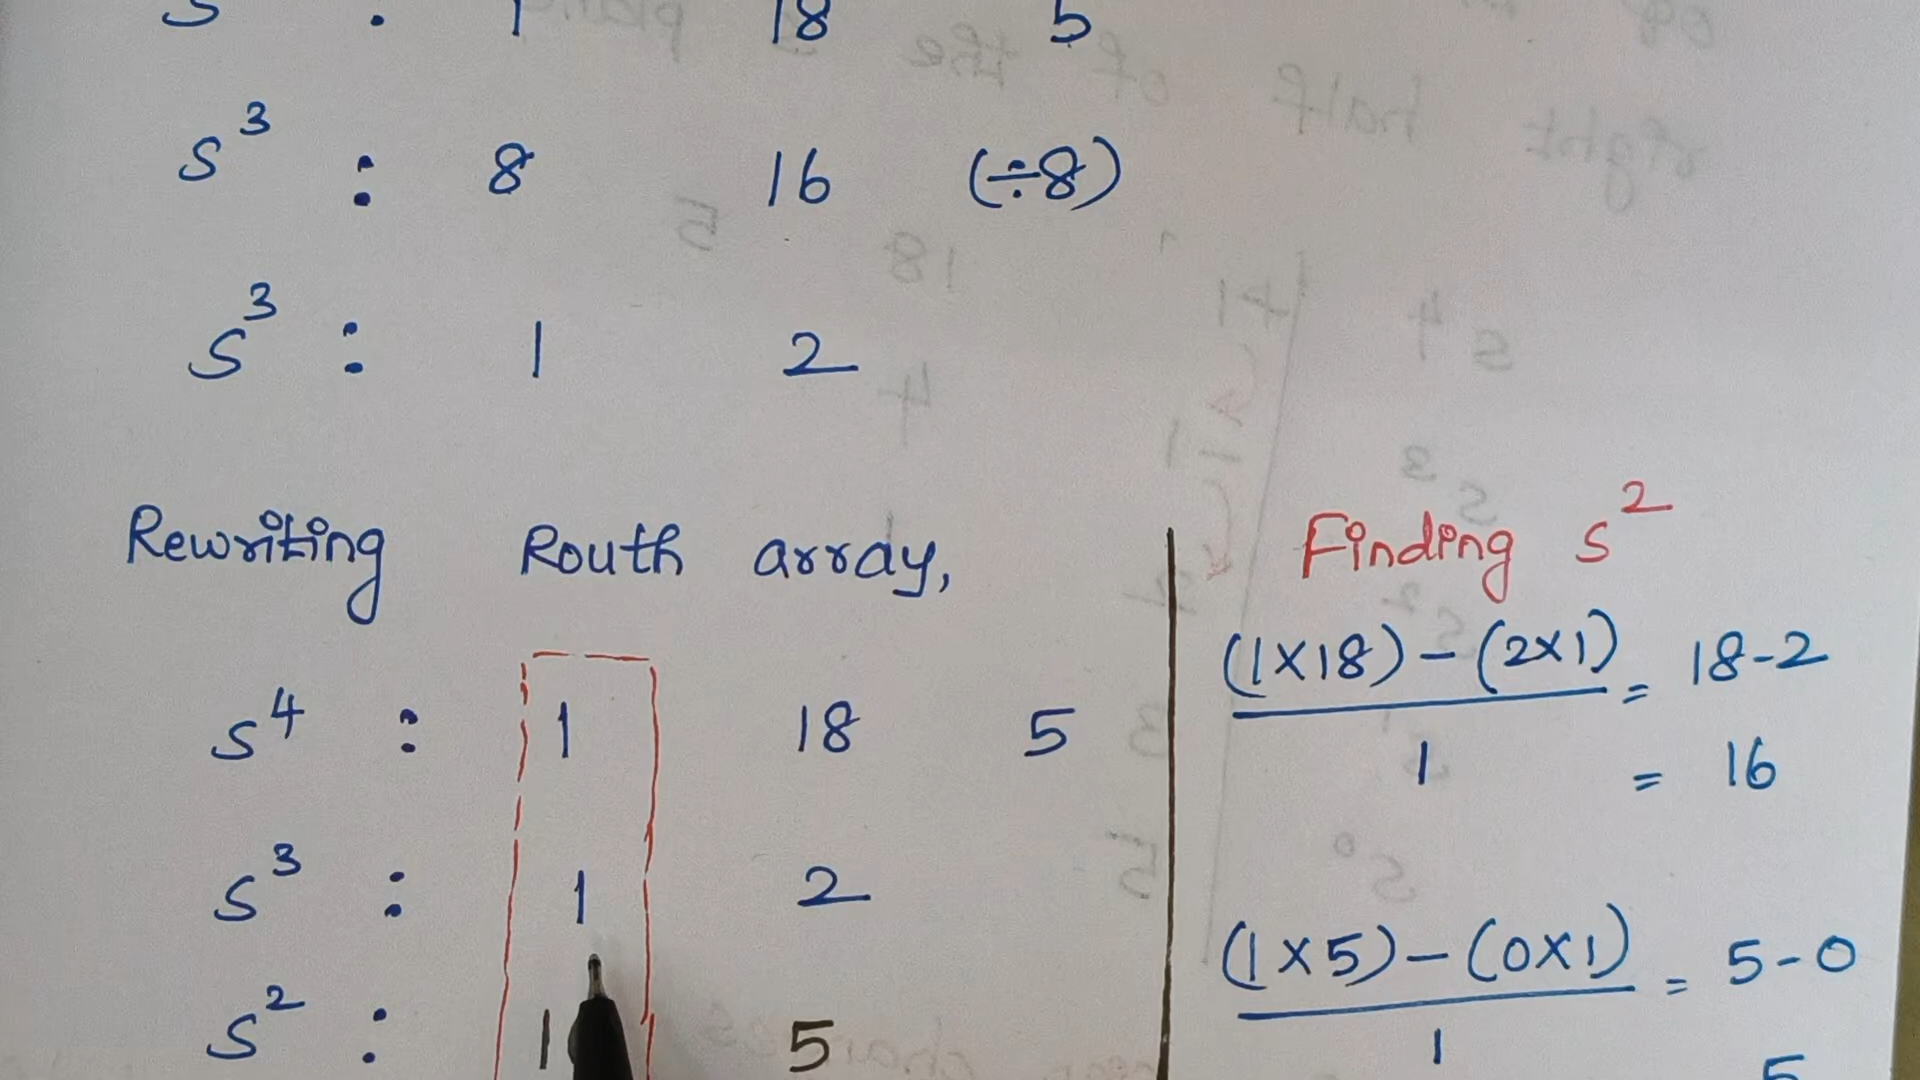 s : 1 18 5
s³ : 8 16 (÷8)
s³ : 1 2
Rewriting Routh array,
s⁴ : 1 18 5
s³ : 1 2
s² : 1 5
Finding s²
(1×18) - (2×1) = 18-2
1
= 16
(1×5) - (0×1) = 5-0
1
5